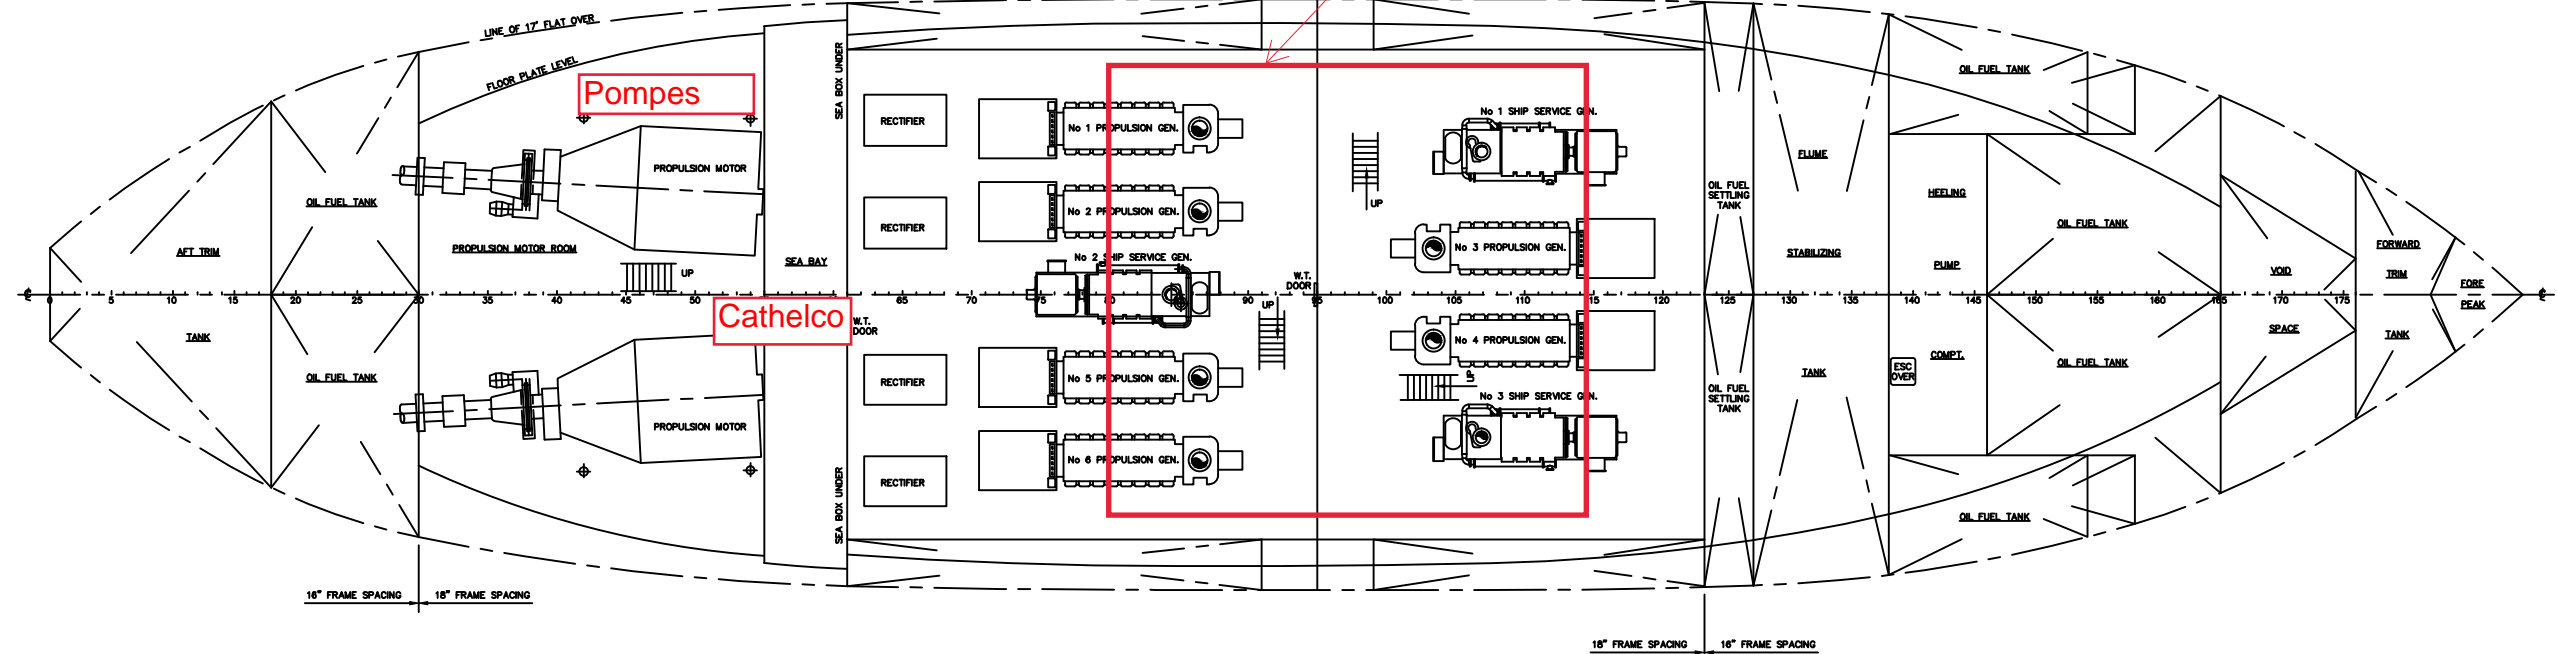 LINE OF 17' FLAT OVER
FLOOR PLATE LEVEL
Pompes
SEA BOX UNDER
RECTIFIER
No 1 PROPULSION GEN.
No 1 SHIP SERVICE GEN.
OIL FUEL TANK
FLUME
PROPULSION MOTOR
OIL FUEL
SETTLING
TANK
HEELING
OIL FUEL TANK
UP
No 2 PROPULSION GEN.
RECTIFIER
OIL FUEL TANK
AFT TRIM
PROPULSION MOTOR ROOM
No 3 PROPULSION GEN.
FORWARD
No 2 SHIP SERVICE GEN.
STABILIZING
SEA BAY
PUMP
VOID
TRIM
UP
W.T.
DOOR
FORE
℄ 0 5 10 15 20 25 30 35 40 45 50 55 60 65 70 75 80 85 90 95 100 105 110 115 120 125 130 135 140 145 150 155 160 165 170 175 ℄
PEAK
UP
Cathelco
W.T.
DOOR
TANK
No 4 PROPULSION GEN.
SPACE
TANK
COMPT.
OIL FUEL TANK
ESC
OVER
OIL FUEL TANK
RECTIFIER
No 5 PROPULSION GEN.
UP
TANK
No 3 SHIP SERVICE GEN.
OIL FUEL
SETTLING
TANK
PROPULSION MOTOR
No 6 PROPULSION GEN.
RECTIFIER
SEA BOX UNDER
OIL FUEL TANK
16" FRAME SPACING
18" FRAME SPACING
18" FRAME SPACING
16" FRAME SPACING